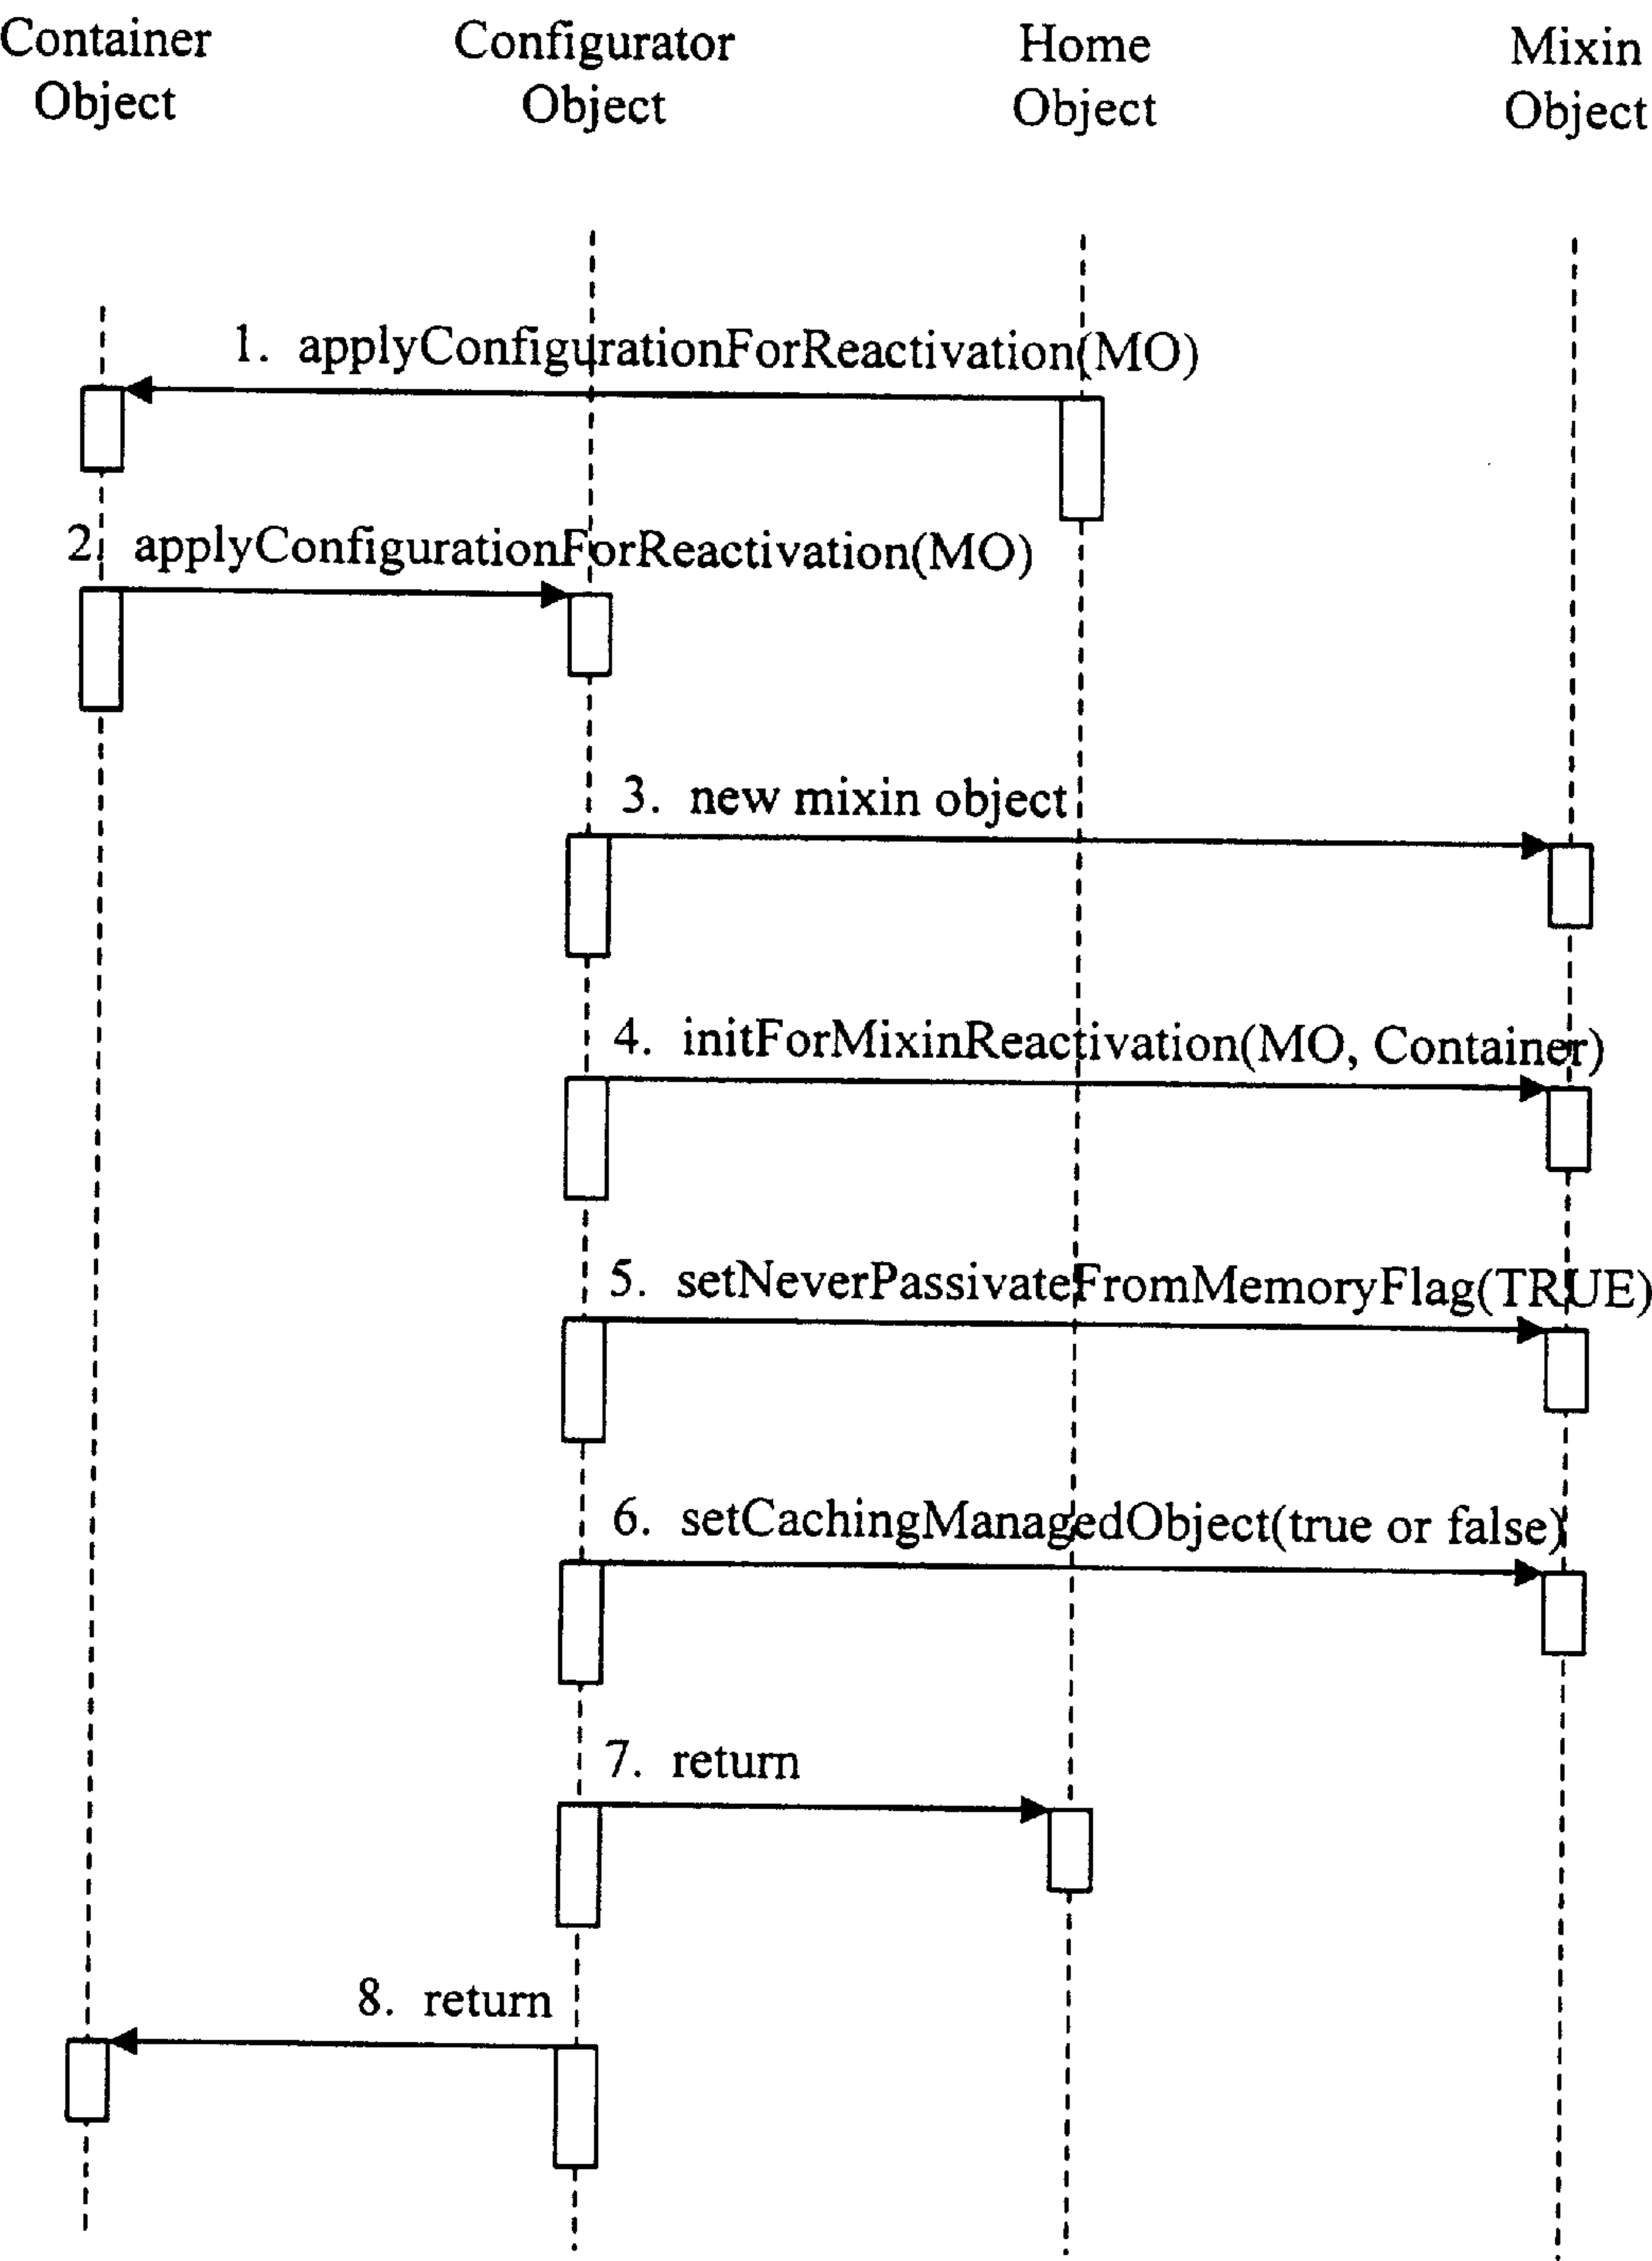 Container
Object
Configurator
Object
Home
Object
Mixin
Object
1. applyConfigurationForReactivation(MO)
2. applyConfigurationForReactivation(MO)
3. new mixin object
4. initForMixinReactivation(MO, Container)
5. setNeverPassivateFromMemoryFlag(TRUE)
6. setCachingManagedObject(true or false)
7. return
8. return